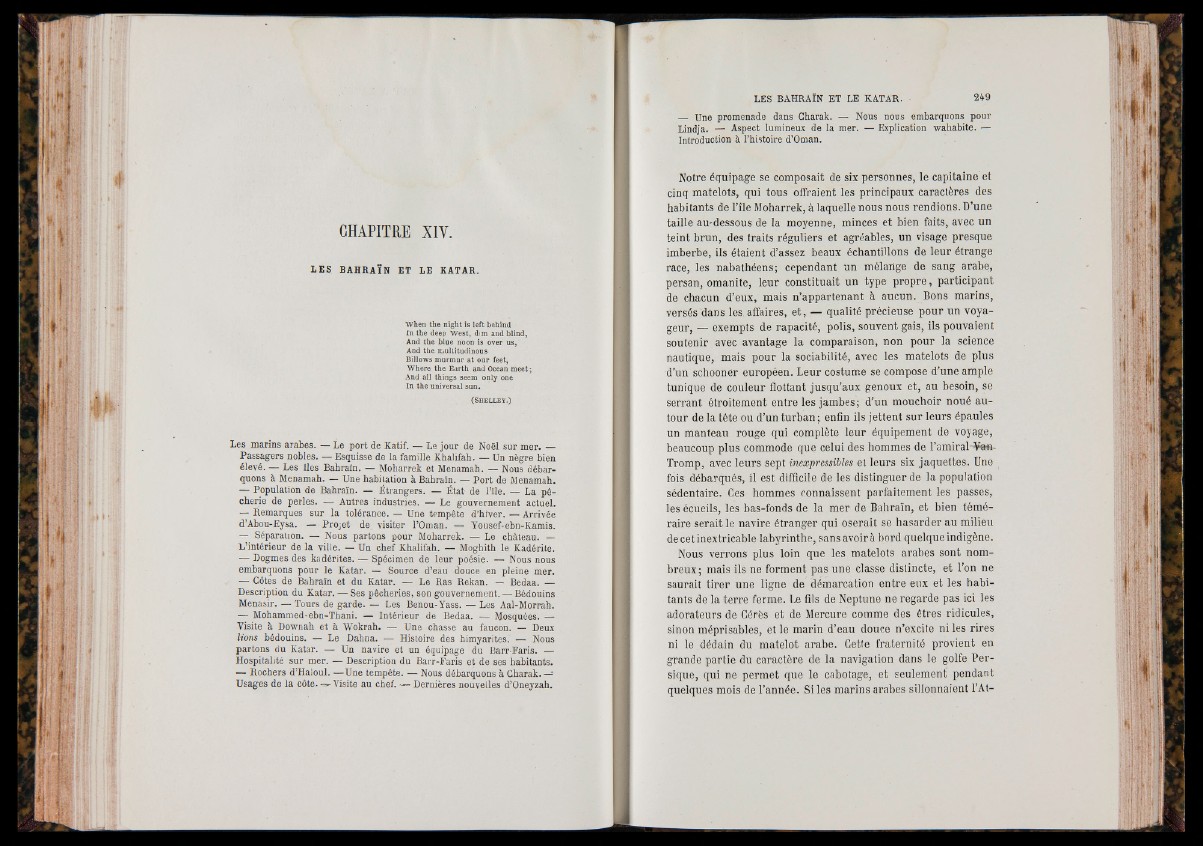 CHAPITRE XIV.
LES BAHRAÏN ET LE KATAR.
When the night is left behind
In the deep West, dim and blind,
And the blue noon is over us,
And the multitudinous
Billows murmur at our feet,
Where the Earth and Ocean meet;
And all things seem only one
In the universal sun.
(SHELLEY.)
Les marins arabes. — Le port de Katif. — Le jour de Noël sur mer. —
Passagers nobles. — Esquisse de la famille Khalifah. — Un nègre bien
élevé. — Les îles Bahraïn. — Moharrek et Menamah. — Nous débar-
quons à Menamah. — Une habitation à Bahraïn. — Port de Menamah.
— Population de Bahraïn. — Étrangers. — État de l'île. — La pê-
cherie de perles. — Autres industries. — Le gouvernement actuel.
— Remarques sur la tolérance. — Une tempête d'hiver. — Arrivée
d'Abou-Eysa. — Projet de visiter l'Oman. — Yousef-ebn-Kamis.
— Séparation. — Nous partons pour Moharrek. — Le château. —
L'intérieur de la ville. — Un chef Khalifah. — Moghith le Kadérite.
— Dogmes des kadérites. — Spécimen de leur poésie. — Nous nous
embarquons pour le Katar. — Source d'eau douce en pleine mer.
— Côtes de Bahraïn et du Katar. — Le Ras Rekan. — Bedaa. —
Description du Katar. — Ses pêcheries, son gouvernement. — Bédouins
Menasir. — Tours de garde. — Les Benou-Yass. — Les Aal-Morrah.
— Mohammed-ebn-Thani. — Intérieur de Bedaa. — Mosquées. —
Visite à Downah et à Wokrah. — Une chasse au faucon. — Deux
lions bédouins. — Le Dahna. — Histoire des himyarites. — Nous
partons du Katar. — Un navire et un équipage du Barr-Faris. —
Hospitalité sur mer. — Description du Barr-Faris et de ses habitants.
— Rochers d'Haloul. — Une tempête. — Nous débarquons à Charak. —
Usages de la côte. — Visite au chef. — Dernières nouvelles d'Oneyzah.
LES BAHRAÏN ET LE KATAR. 249
— Une promenade dans Charak. — Nous nous embarquons pour
Lindja. — Aspect lumineux de la mer. — Explication wahabite. —
Introduction à l'histoire d'Oman.
Notre équipage se composait de six personnes, le capitaine et
cinq matelots, qui tous offraient les principaux caractères des
habitants de l'île Moharrek, à laquelle nous nous rendions. D'une
taille au-dessous de la moyenne, minces et bien faits, avec un
teint brun, des traits réguliers et agréables, un visage presque
imberbe, ils étaient d'assez beaux échantillons de leur étrange
race, les nabathéens; cependant un mélange de sang arabe,
persan, omanite, leur constituait un type propre, participant
de chacun d'eux, mais n'appartenant à aucun. Bons marins,
versés dans les affaires, et, — qualité précieuse pour un voya-
geur, — exempts de rapacité, polis, souvent gais, ils pouvaient
soutenir avec avantage la comparaison, non pour la science
nautique, mais pour la sociabilité, avec les matelots de plus
d'un schooner européen. Leur costume se compose d'une ample
tunique de couleur flottant jusqu'aux genoux et, au besoin, se
serrant étroitement entre les jambes; d'un mouchoir noué au-
tour de la tête ou d'un turban; enfin ils jettent sur leurs épaules
un manteau rouge qui complète leur équipement de voyage,
beaucoup plus commode que celui des hommes de l'amiral Van
Tromp, avec leurs sept inexpressibles et leurs six jaquettes. Une
fois débarqués, il est difficile de les distinguer de la population
sédentaire. Ces hommes connaissent parfaitement les passes,
les écueils, les bas-fonds de la mer de Bahraïn, et bien témé-
raire serait le navire étranger qui oserait se hasarder au milieu
de cet inextricable labyrinthe, sans avoir à bord quelque indigène.
Nous verrons plus loin que les matelots arabes sont nom-
breux; mais ils ne forment pas une classe distincte, et l'on ne
saurait tirer une ligne de démarcation entre eux et les habi-
tants de la terre ferme. Le fils de Neptune ne regarde pas ici les
adorateurs de Cérès et de Mercure comme des êtres ridicules,
sinon méprisables, et le marin d'eau douce n'excite ni les rires
ni le dédain du matelot arabe. Cette fraternité provient en
grande partie du caractère de la navigation dans le golfe Per-
sique, qui ne permet que le cabotage, et seulement pendant
quelques mois de l'année. Si les marins arabes sillonnaient l'At-